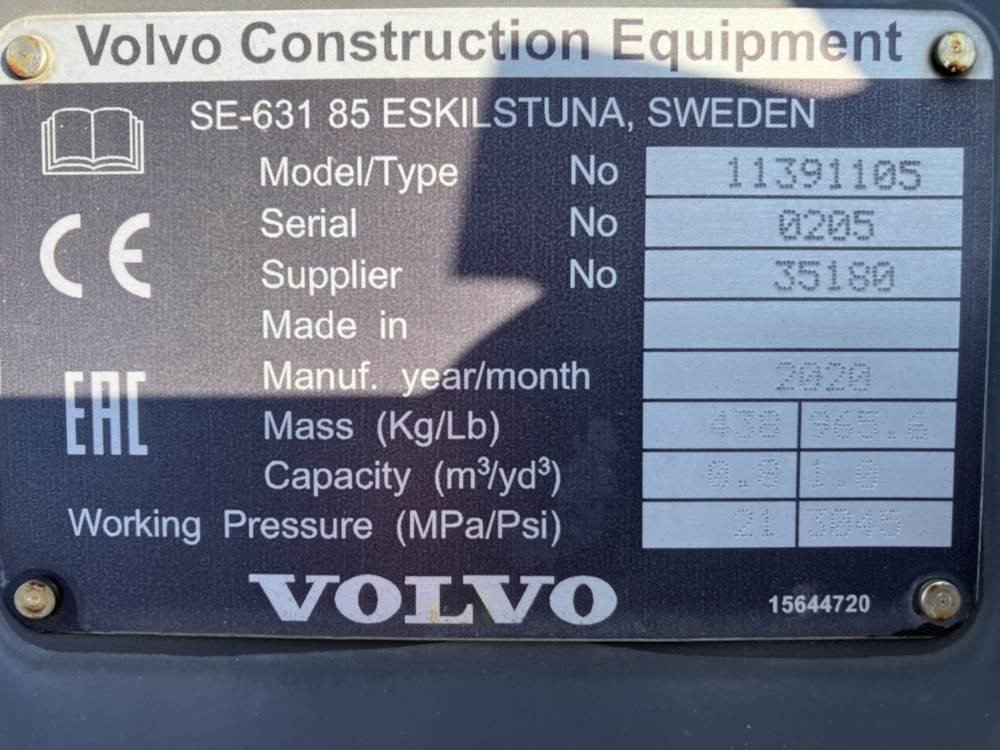 Volvo Construction Equipment
SE-631 85 ESKILSTUNA, SWEDEN
Model/Type No 11391105
Serial No 0205
Supplier No 35180
Made in
Manuf. year/month 2020
Mass (Kg/Lb) 438 965.6
Capacity (m³/yd³) 0.8 1.0
Working Pressure (MPa/Psi) 21 3045
CE
EAC
VOLVO
15644720